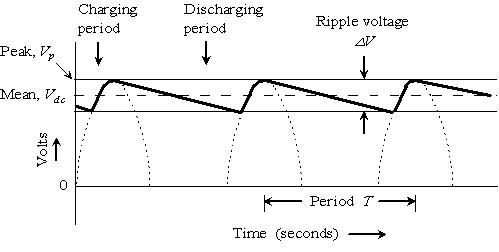 Charging
period
Discharging
period
Ripple voltage
ΔV
Peak, Vp
Mean, Vdc
Volts
0
Period T
Time (seconds)